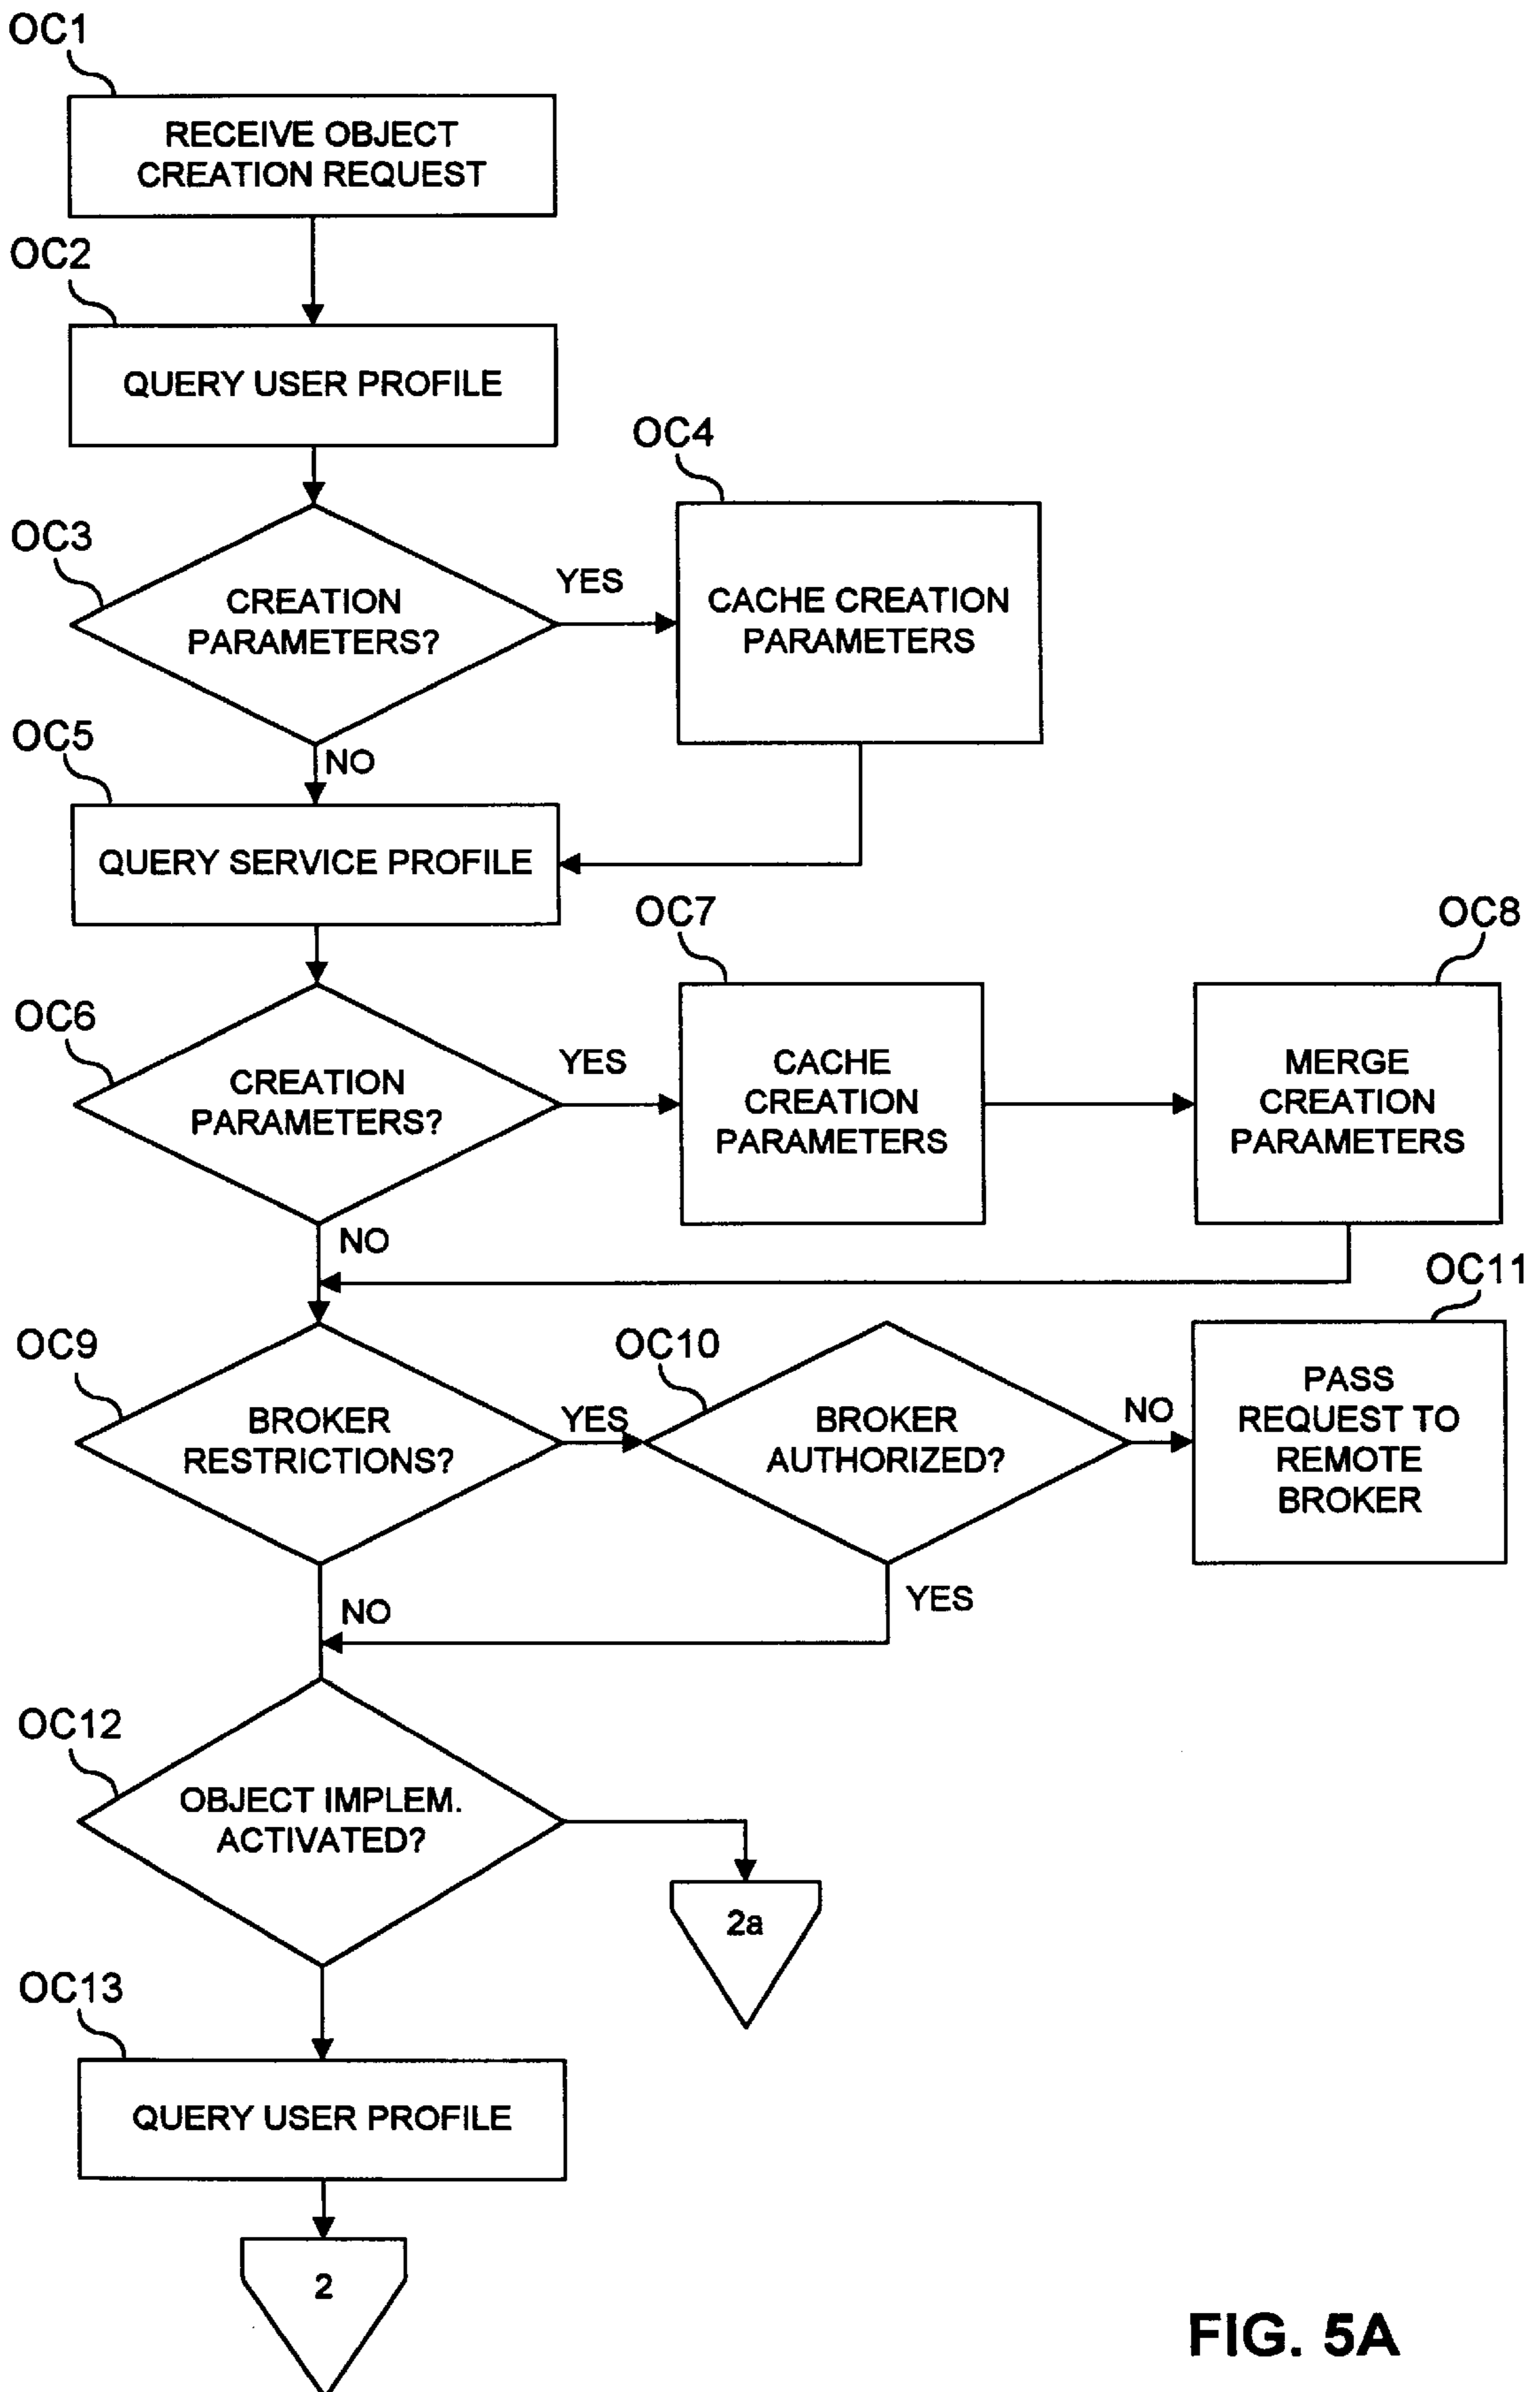 OC1
RECEIVE OBJECT
CREATION REQUEST
OC2
QUERY USER PROFILE
OC4
OC3
CREATION
PARAMETERS?
YES
CACHE CREATION
PARAMETERS
OC5
NO
QUERY SERVICE PROFILE
OC7
OC8
OC6
CREATION
PARAMETERS?
YES
CACHE
CREATION
PARAMETERS
MERGE
CREATION
PARAMETERS
NO
OC11
OC9
BROKER
RESTRICTIONS?
YES
OC10
BROKER
AUTHORIZED?
NO
PASS
REQUEST TO
REMOTE
BROKER
NO
YES
OC12
OBJECT IMPLEM.
ACTIVATED?
2a
OC13
QUERY USER PROFILE
2
FIG. 5A